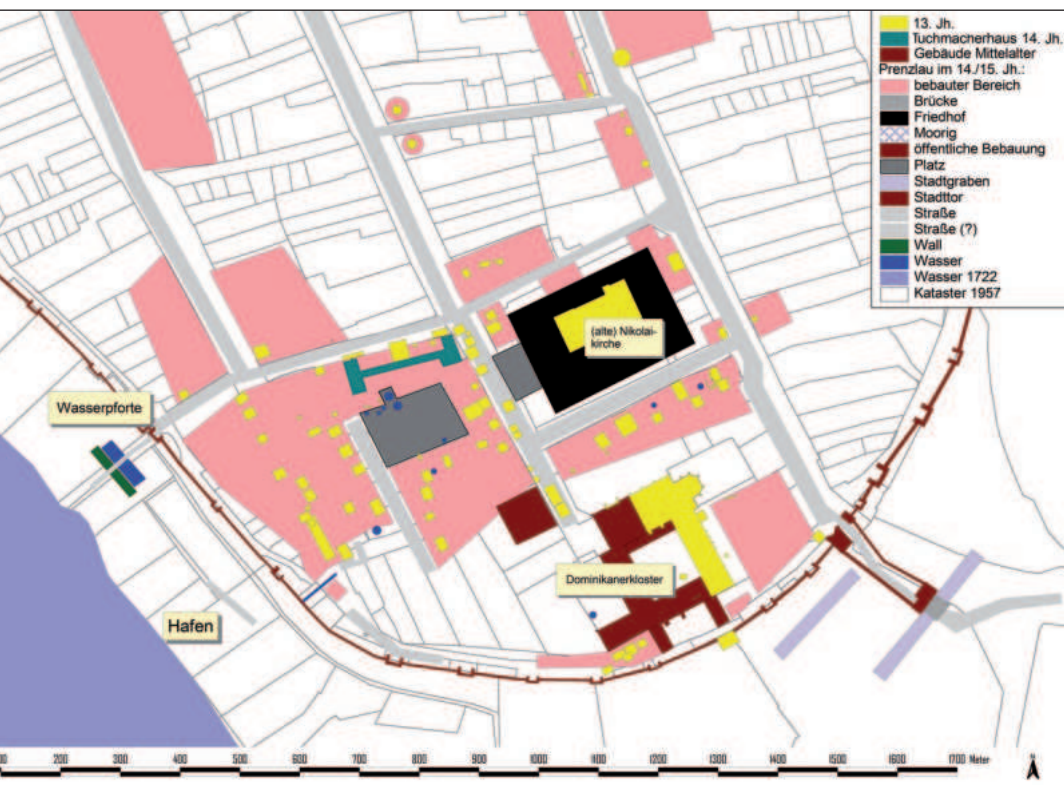 13. Jh.
Tuchmacherhaus 14. Jh.
Gebäude Mittelalter
Prenzlau im 14./15. Jh.:
bebauter Bereich
Brücke
Friedhof
Moorig
öffentliche Bebauung
Platz
Stadtgraben
Stadttor
Straße
Straße (?)
Wall
Wasser
Wasser 1722
Kataster 1957
(alte) Nikolai-
kirche
Wasserpforte
Dominikanerkloster
Hafen
200 300 400 500 600 700 800 900 1000 1100 1200 1300 1400 1500 1600 1700 Meter